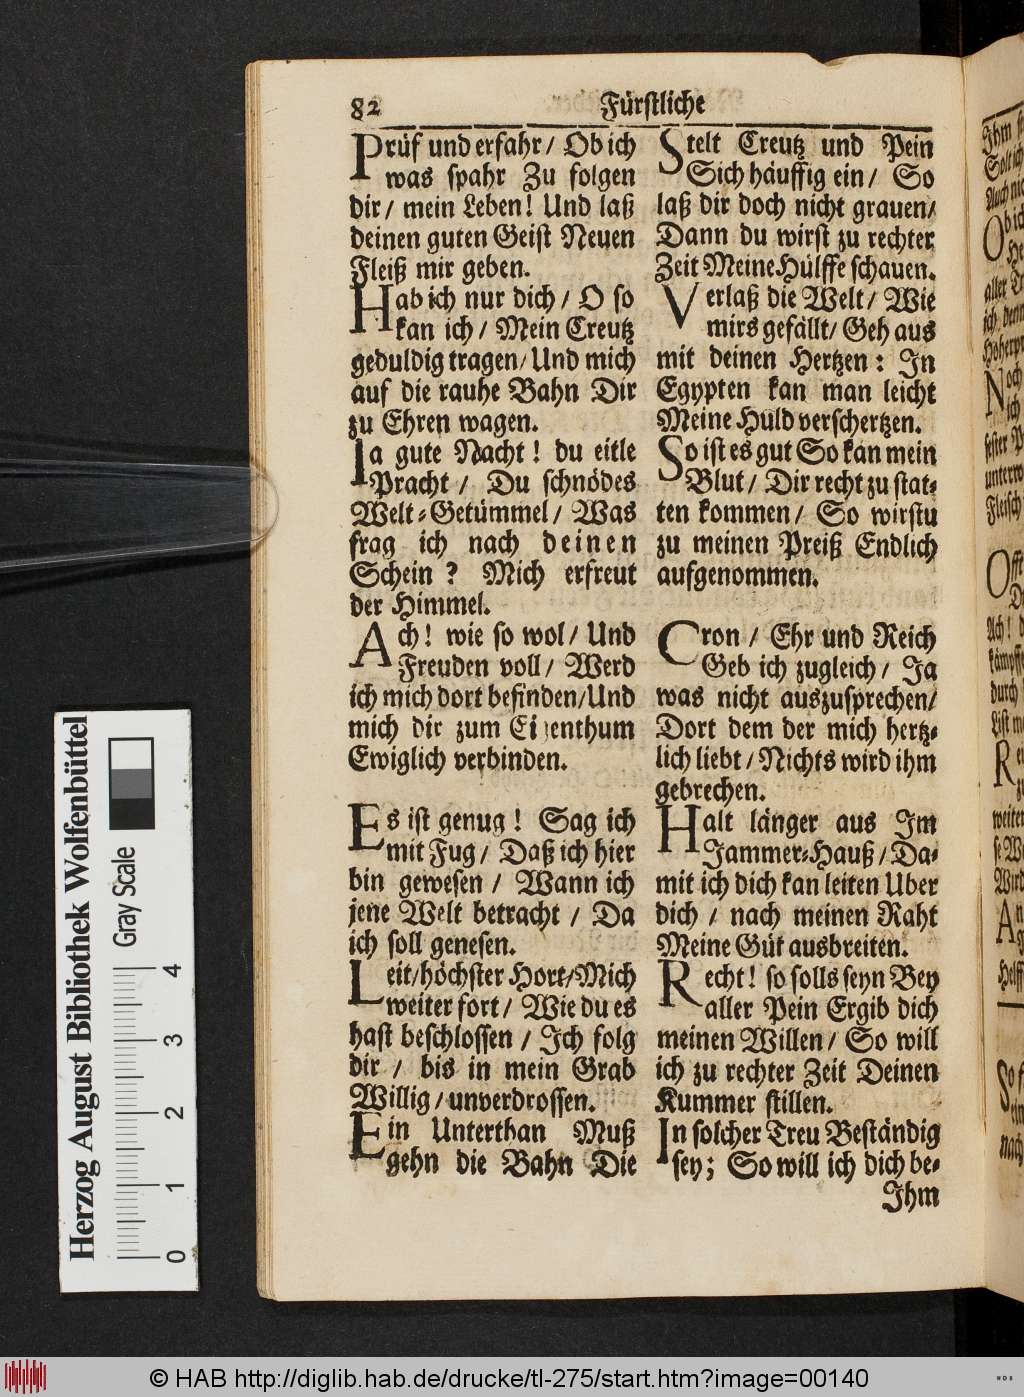 82
Fürstliche
Prüf und erfahr / Ob ich
was spahr Zu folgen
dir / mein Leben! Und laß
deinen guten Geist Neuen
Fleiß mir geben.
Hab ich nur dich / O so
kan ich / Mein Creutz
geduldig tragen / Und mich
auf die rauhe Bahn Dir
zu Ehren wagen.
Ja gute Nacht! du eitle
Pracht / Du schnödes
Welt-Getümmel / Was
frag ich nach deinen
Schein? Mich erfreut
der Himmel.
Ach! wie so wol / Und
Freuden voll / Werd
ich mich dort befinden / Und
mich dir zum Eigenthum
Ewiglich verbinden.
Es ist genug! Sag ich
mit Fug / Daß ich hier
bin gewesen / Wann ich
jene Welt betracht / Da
ich soll genesen.
Leit / höchster Hort / Mich
weiter fort / Wie du es
hast beschlossen / Ich folg
dir / bis in mein Grab
Willig / unverdrossen.
Ein Unterthan Muß
gehn die Bahn Die
Stelt Creutz und Pein
Sich häuffig ein / So
laß dir doch nicht grauen /
Dann du wirst zu rechter
Zeit Meine Hülffe schauen.
Verlaß die Welt / Wie
mirs gefällt / Geh aus
mit deinen Hertzen: In
Egypten kan man leicht
Meine Huld verschertzen.
So ist es gut So kan mein
Blut / Dir recht zu stat-
ten kommen / So wirstu
zu meinen Preiß Endlich
aufgenommen.
Cron / Ehr und Reich
Geb ich zugleich / Ja
was nicht auszusprechen /
Dort dem der mich hertz-
lich liebt / Nichts wird ihm
gebrechen.
Halt länger aus Im
Jammer-Hauß / Da-
mit ich dich kan leiten Uber
dich / nach meinen Raht
Meine Güt ausbreiten.
Recht! so solls seyn Bey
aller Pein Ergib dich
meinen Willen / So will
ich zu rechter Zeit Deinen
Kummer stillen.
In solcher Treu Beständig
sey; So will ich dich be-
Ihm
Herzog August Bibliothek Wolfenbüttel
Gray Scale
0 1 2 3 4
© HAB http://diglib.hab.de/drucke/tl-275/start.htm?image=00140